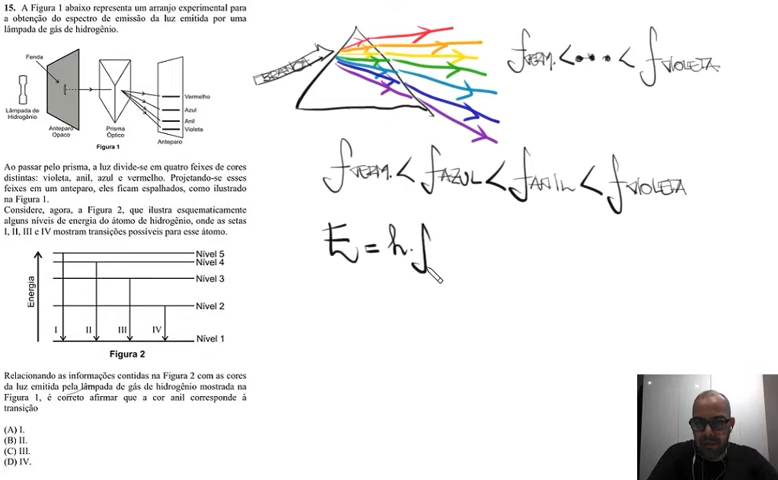 15. A Figura 1 abaixo representa um arranjo experimental para
a obtenção do espectro de emissão da luz emitida por uma
lâmpada de gás de hidrogênio.
Fenda
Lâmpada de
Hidrogênio
Anteparo
Opaco
Prisma
Óptico
Vermelho
Azul
Anil
Violeta
Anteparo
Figura 1
Ao passar pelo prisma, a luz divide-se em quatro feixes de cores
distintas: violeta, anil, azul e vermelho. Projetando-se esses
feixes em um anteparo, eles ficam espalhados, como ilustrado
na Figura 1.
Considere, agora, a Figura 2, que ilustra esquematicamente
alguns níveis de energia do átomo de hidrogênio, onde as setas
I, II, III e IV mostram transições possíveis para esse átomo.
Energia
Nível 5
Nível 4
Nível 3
Nível 2
I II III IV
Nível 1
Figura 2
Relacionando as informações contidas na Figura 2 com as cores
da luz emitida pela lâmpada de gás de hidrogênio mostrada na
Figura 1, é correto afirmar que a cor anil corresponde à
transição
(A) I.
(B) II.
(C) III.
(D) IV.
BRANCA
f VERM. < ... < f VIOLETA
f VERM. < f AZUL < f ANIL < f VIOLETA
E = h.f